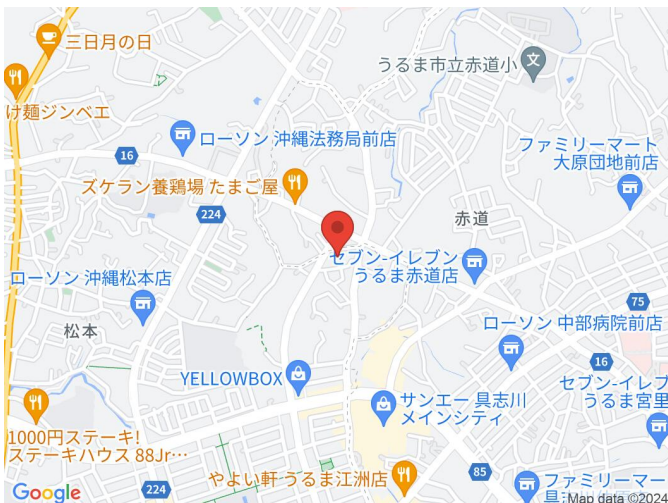 三日月の日
うるま市立赤道小
文
け麺ジンベエ
ローソン 沖縄法務局前店
ファミリーマート
大原団地前店
16
ズケラン養鶏場 たまご屋
224
赤道
セブン-イレブン
うるま赤道店
ローソン 沖縄松本店
75
松本
ローソン 中部病院前店
16
YELLOWBOX
サンエー 具志川
メインシティ
セブン-イレブ
うるま宮里
1000円ステーキ!
ステーキハウス 88Jr…
やよい軒 うるま江洲店
85
ファミリーマー
224
Google
Map data ©2024